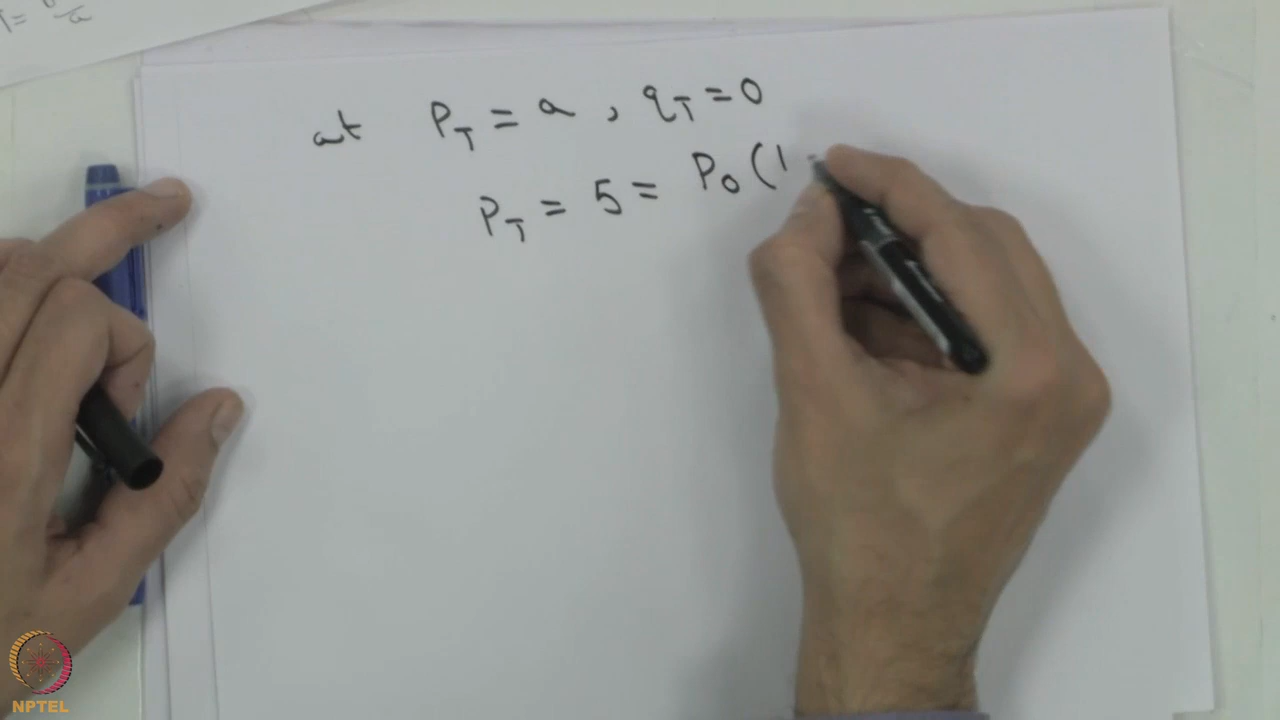 at P_T = a , q_T = 0
P_T = 5 = P_0 (1
NPTEL